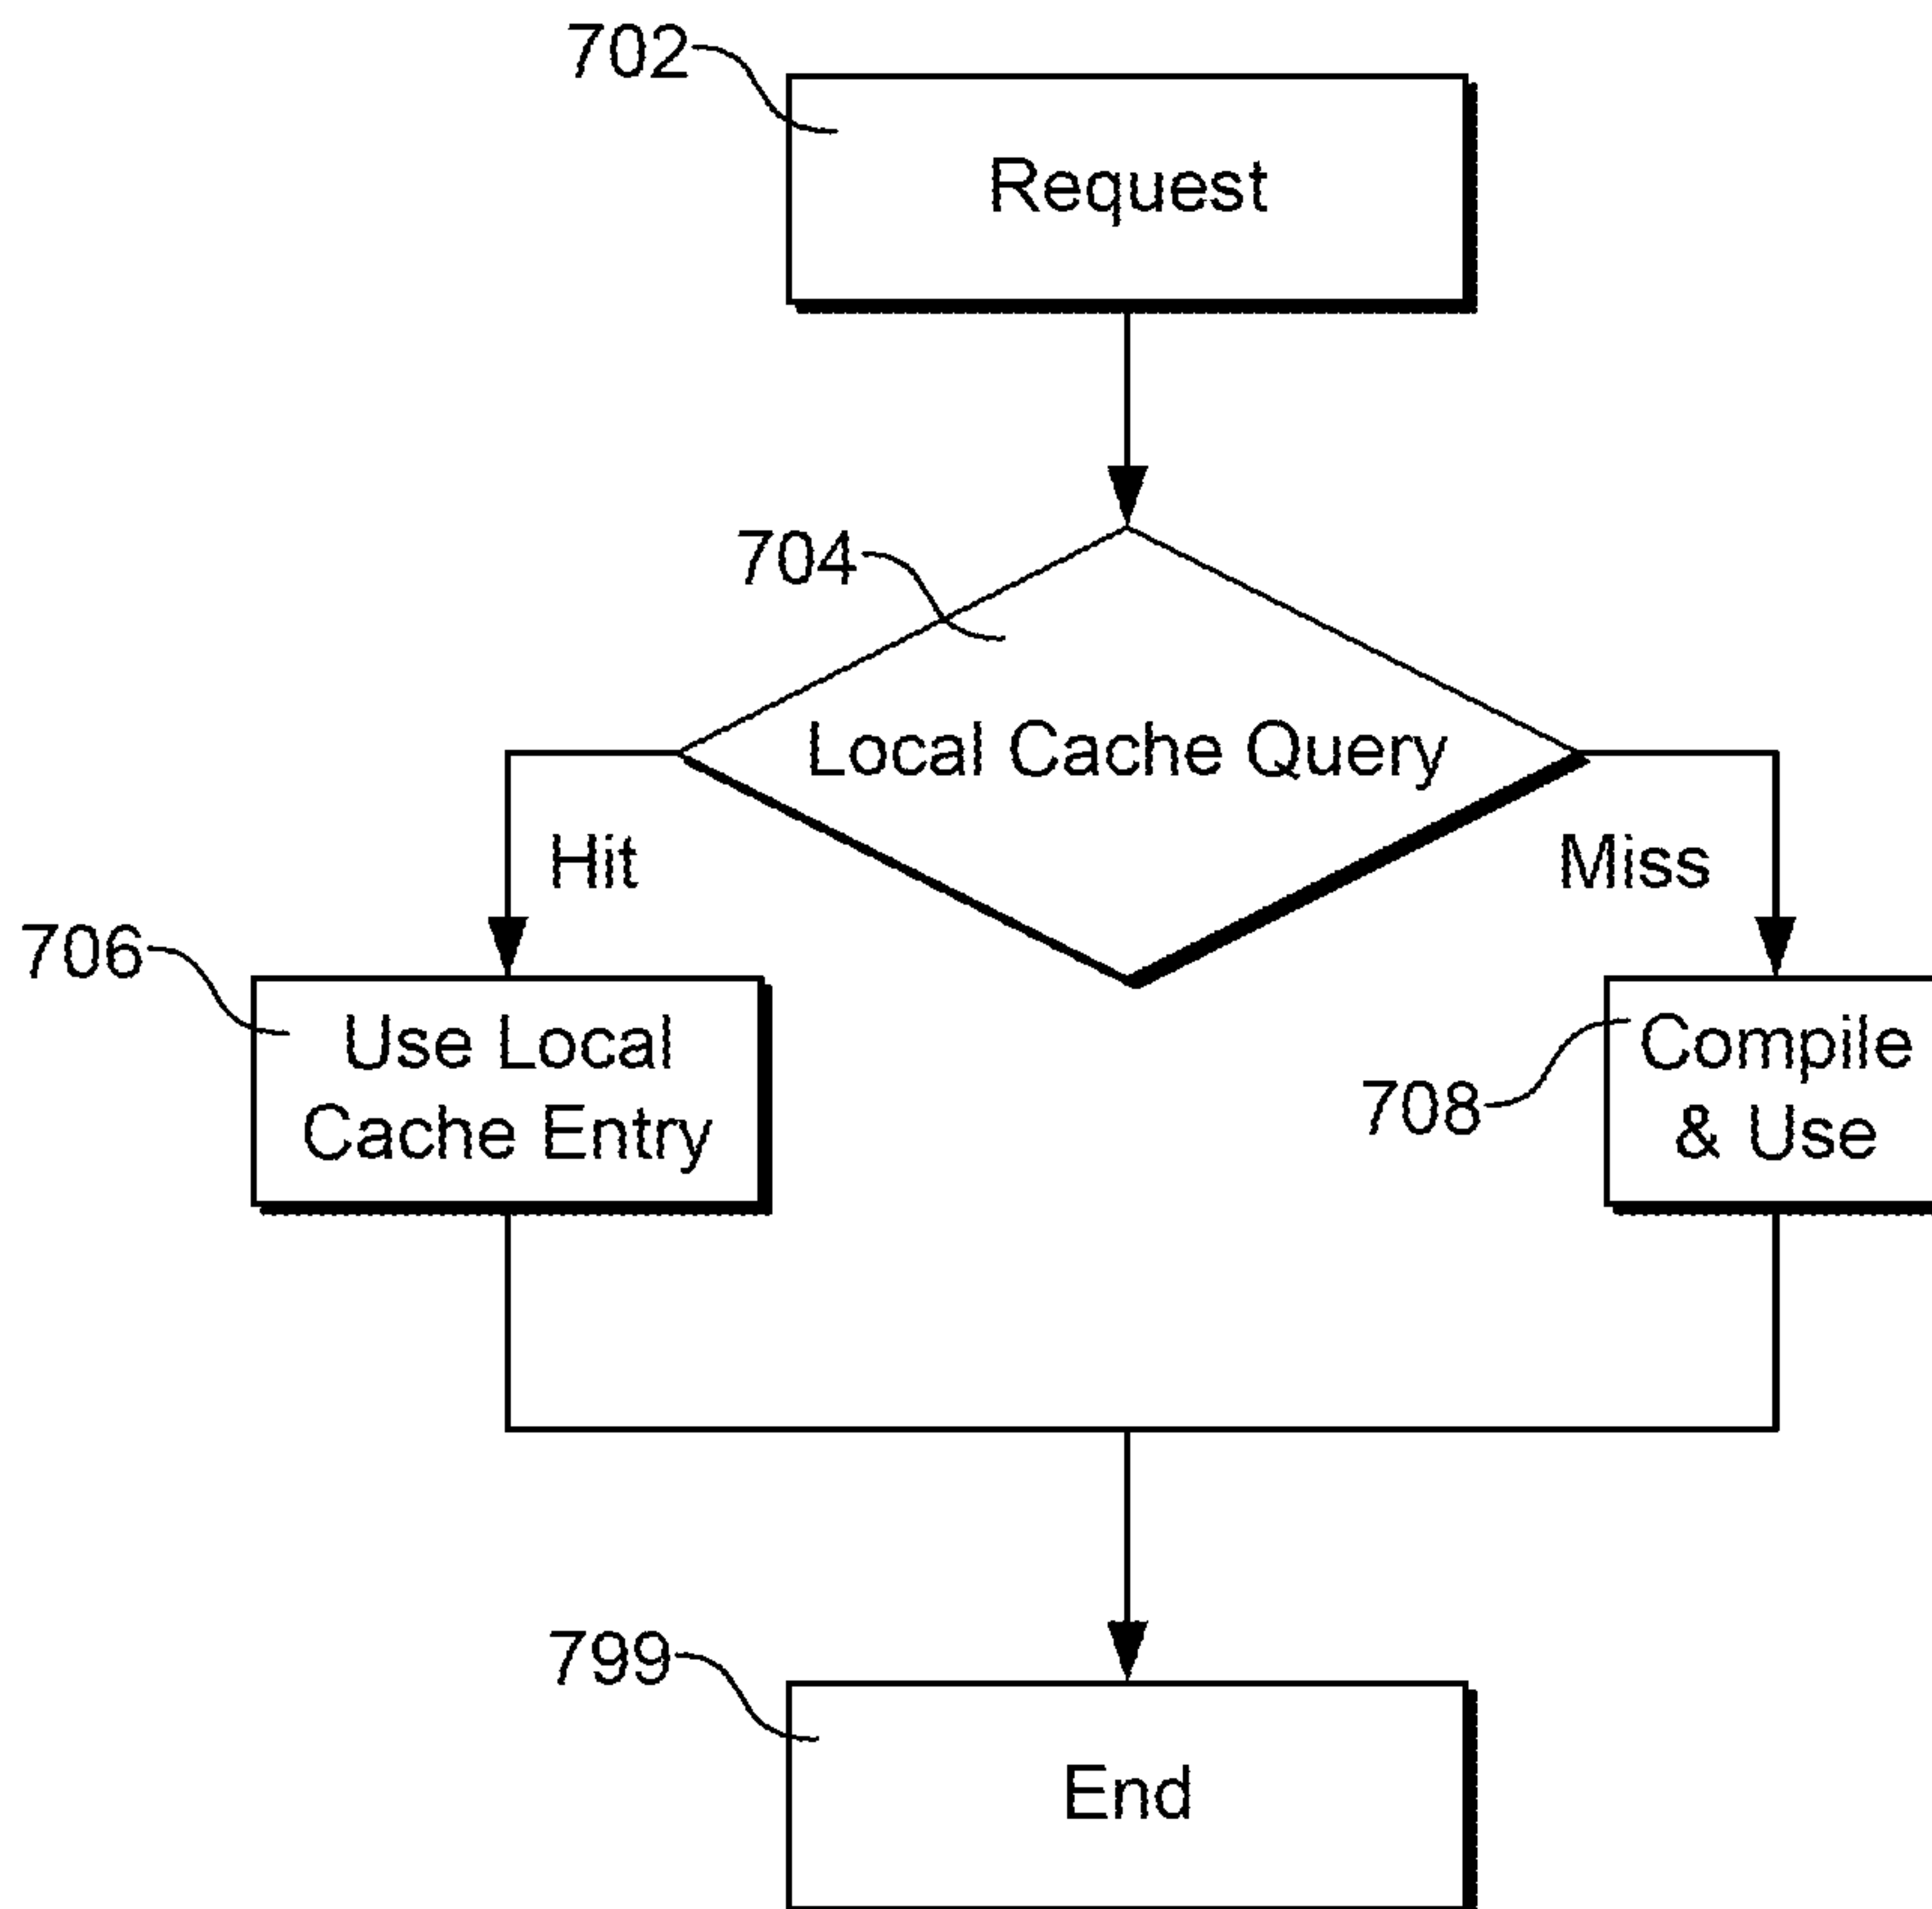 702
Request
704
Local Cache Query
Hit
Miss
706
Use Local
Cache Entry
708
Compile
& Use
799
End